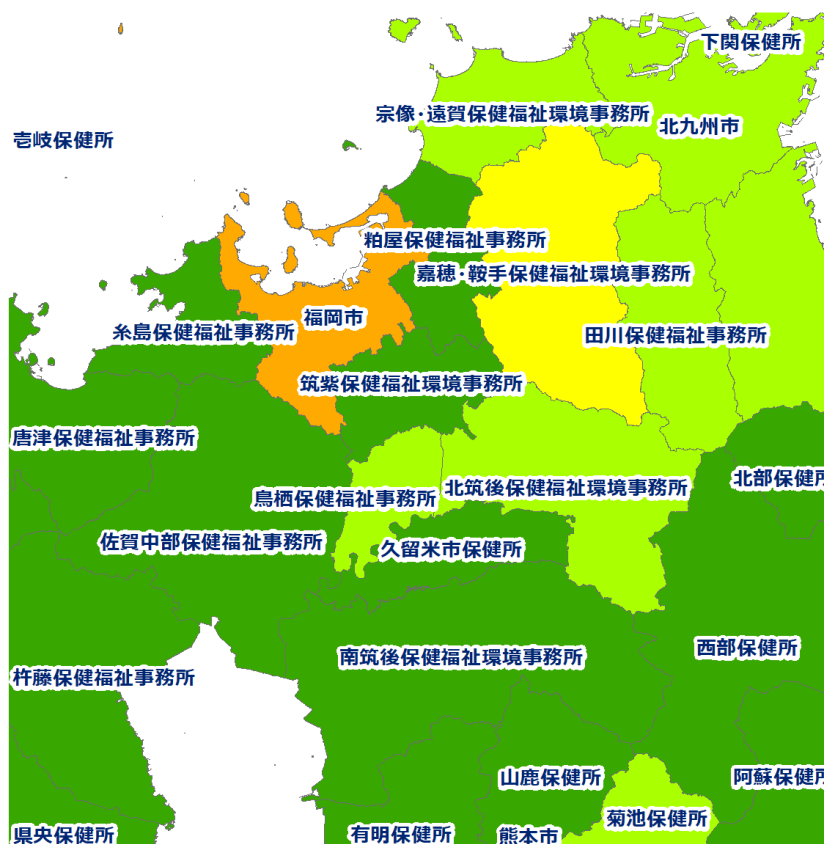 下関保健所
宗像･遠賀保健福祉環境事務所
北九州市
壱岐保健所
粕屋保健福祉事務所
嘉穂･鞍手保健福祉環境事務所
福岡市
糸島保健福祉事務所
田川保健福祉事務所
筑紫保健福祉環境事務所
唐津保健福祉事務所
北部保健所
北筑後保健福祉環境事務所
鳥栖保健福祉事務所
佐賀中部保健福祉事務所
久留米市保健所
西部保健所
南筑後保健福祉環境事務所
杵藤保健福祉事務所
山鹿保健所
阿蘇保健所
菊池保健所
県央保健所
有明保健所
熊本市